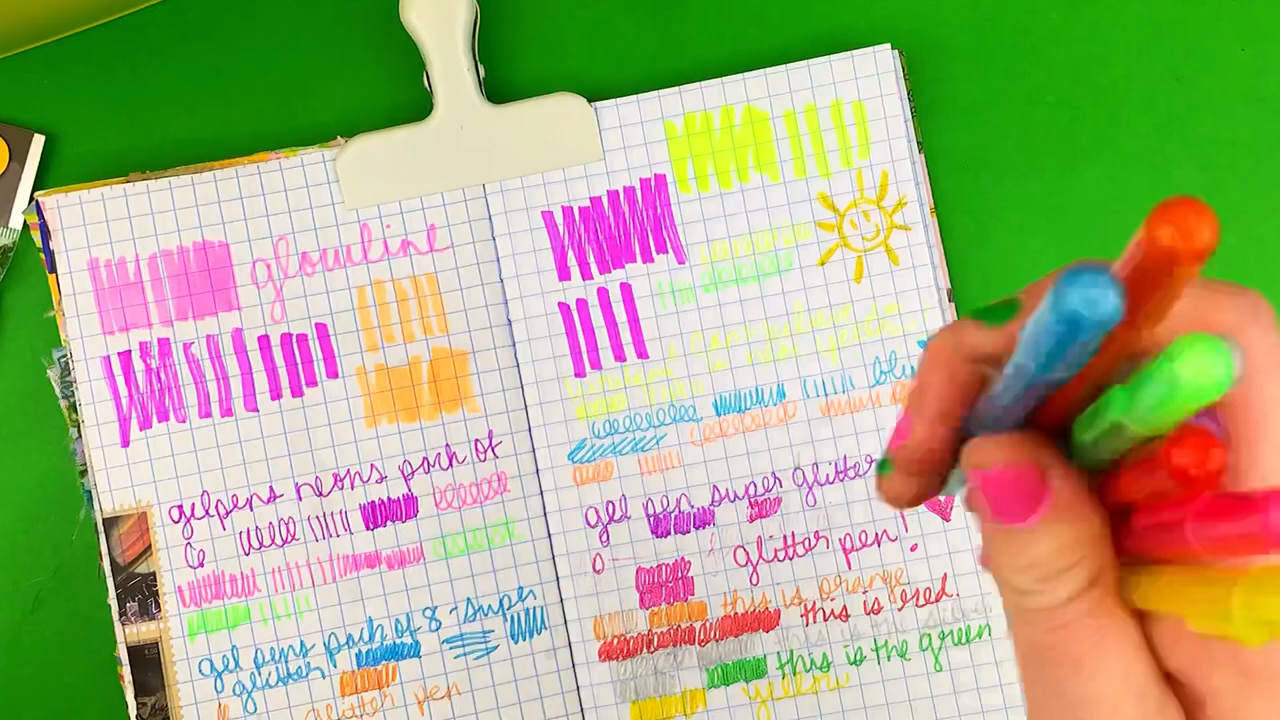 glowline
gelpens neons pack of
6
gel pens pack of 8 - super
glitter
glitter pen
I'm
blue
gel pen super glitter
glitter pen!
this is orange
this is red.
this is the green
yellow